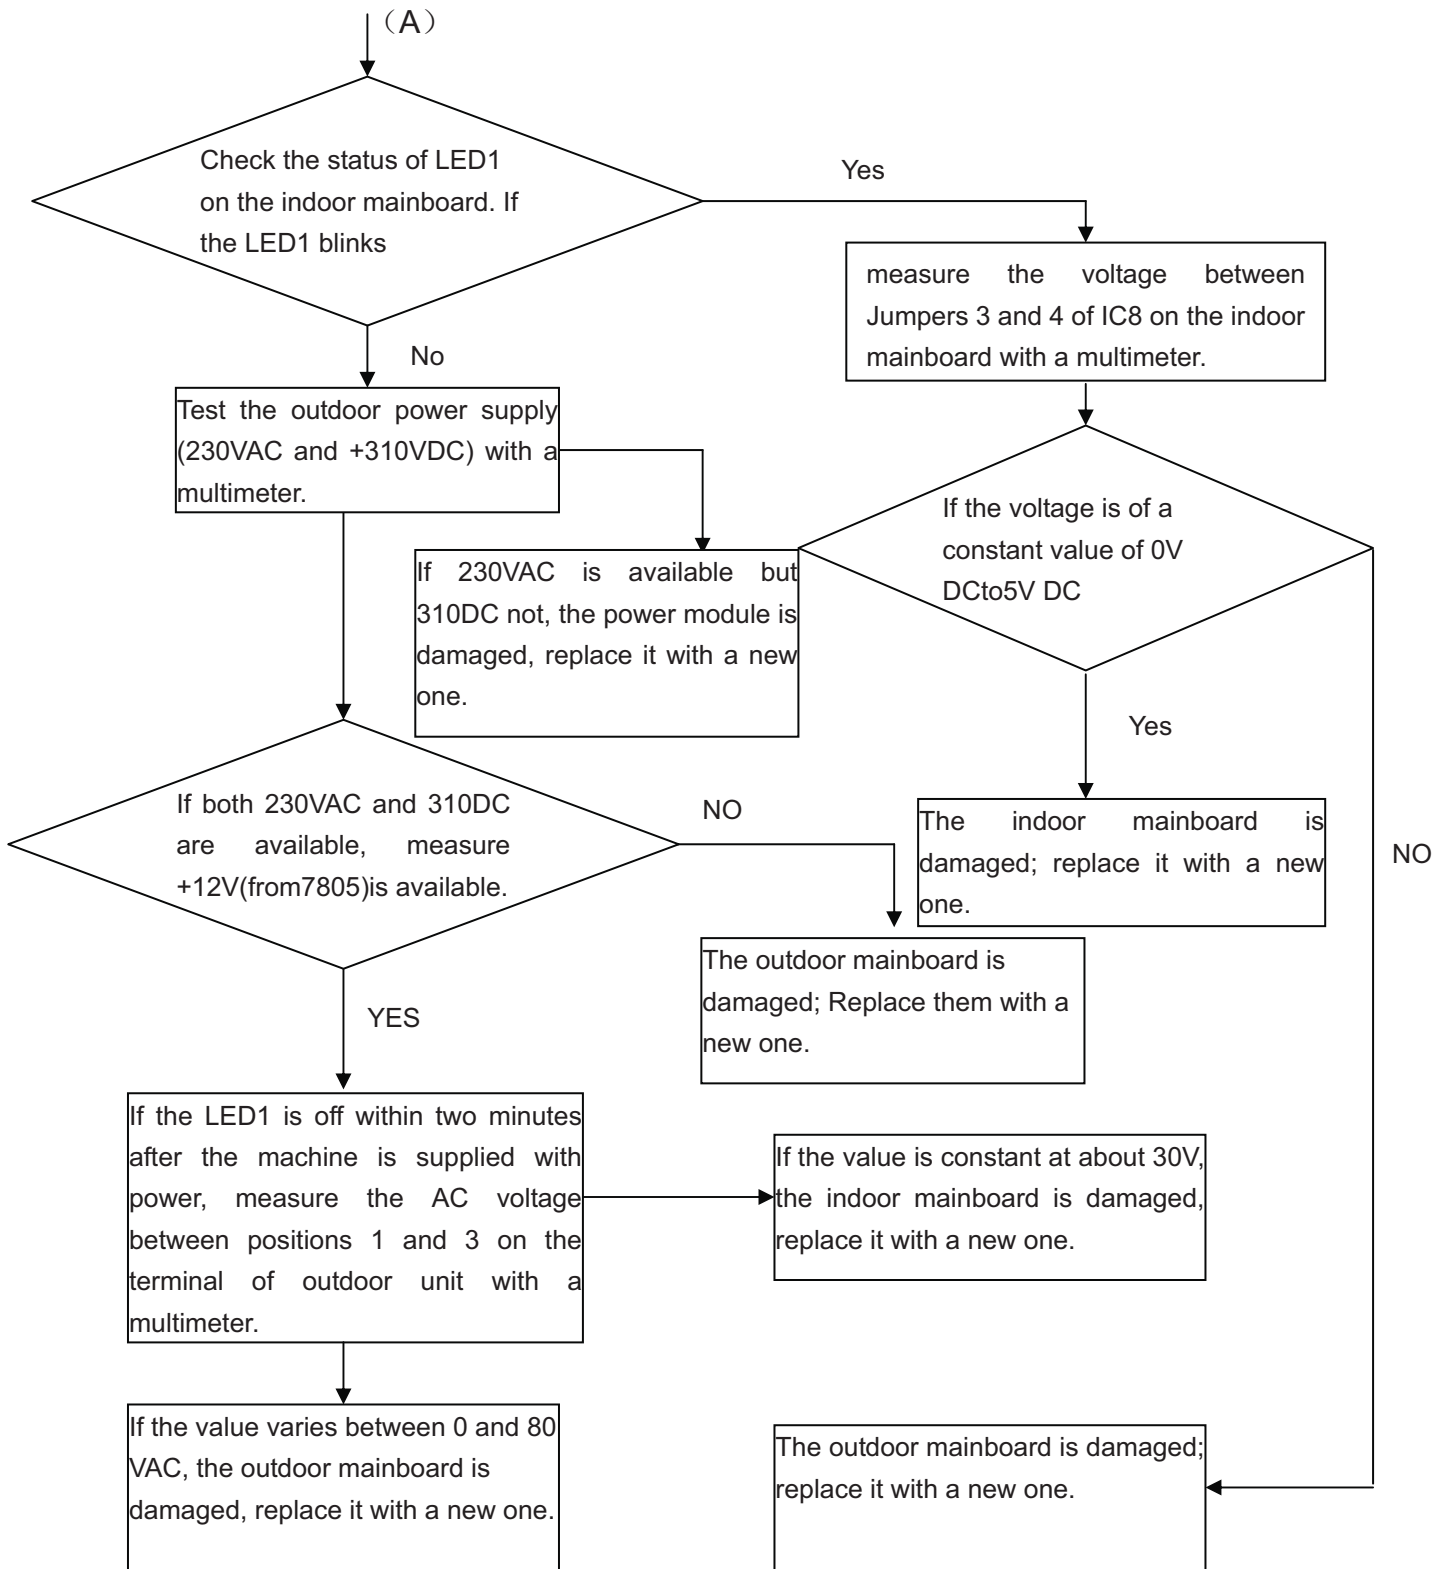 （A）
Check the status of LED1
on the indoor mainboard. If
the LED1 blinks
Yes
measure the voltage between
Jumpers 3 and 4 of IC8 on the indoor
mainboard with a multimeter.
No
Test the outdoor power supply
(230VAC and +310VDC) with a
multimeter.
If the voltage is of a
constant value of 0V
DCto5V DC
If 230VAC is available but
310DC not, the power module is
damaged, replace it with a new
one.
Yes
If both 230VAC and 310DC
are available, measure
+12V(from7805)is available.
NO
The indoor mainboard is
damaged; replace it with a new
one.
NO
The outdoor mainboard is
damaged; Replace them with a
new one.
YES
If the LED1 is off within two minutes
after the machine is supplied with
power, measure the AC voltage
between positions 1 and 3 on the
terminal of outdoor unit with a
multimeter.
If the value is constant at about 30V,
the indoor mainboard is damaged,
replace it with a new one.
If the value varies between 0 and 80
VAC, the outdoor mainboard is
damaged, replace it with a new one.
The outdoor mainboard is damaged;
replace it with a new one.